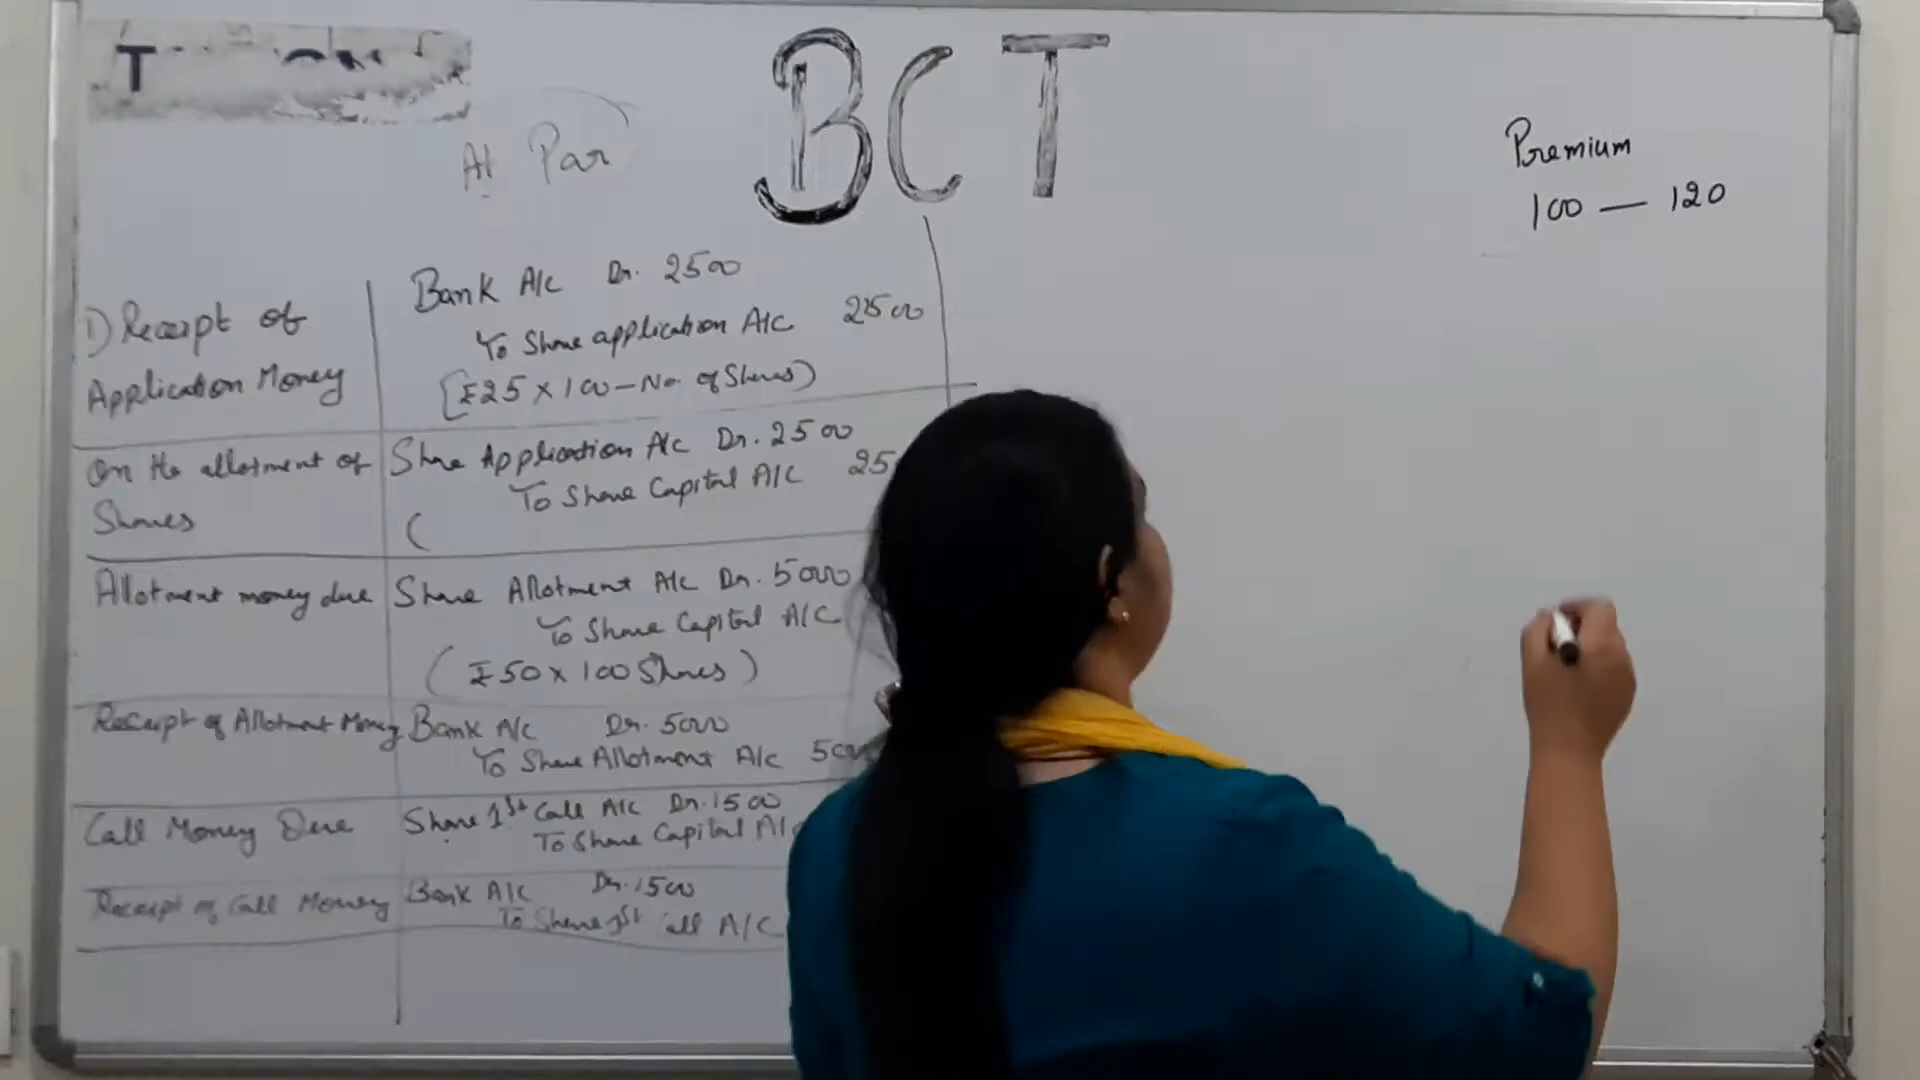 BCT
At Par
Premium
100 — 120
1) Receipt of
Application Money
Bank A/c Dr. 2500
To Share application A/c 2500
[₹25 × 100 - No. of Shares)
On the allotment of
Shares
Share Application A/c Dr. 2500
To Share Capital A/c 25
(
Allotment money due
Share Allotment A/c Dr. 5000
To Share Capital A/c
(₹50 × 100 Shares)
Receipt of Allotment Money
Bank A/c Dr. 5000
To Share Allotment A/c 500
Call Money Due
Share 1st Call A/c Dr. 1500
To Share Capital A/c
Receipt of Call Money
Bank A/c Dr. 1500
To Share 1st call A/c